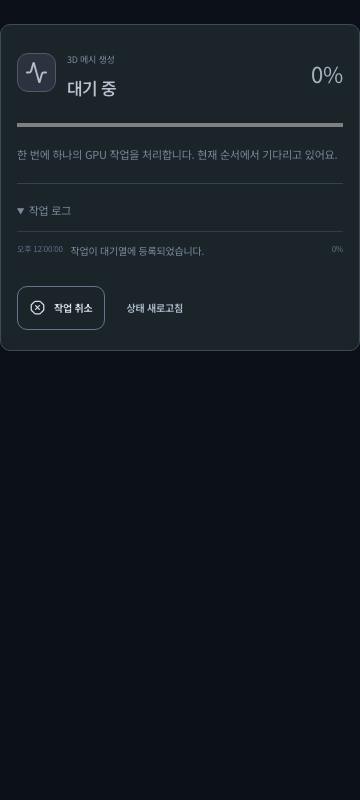 3D 메시 생성
대기 중
0%
한 번에 하나의 GPU 작업을 처리합니다. 현재 순서에서 기다리고 있어요.
▼ 작업 로그
오후 12:00:00 작업이 대기열에 등록되었습니다. 0%
작업 취소 상태 새로고침